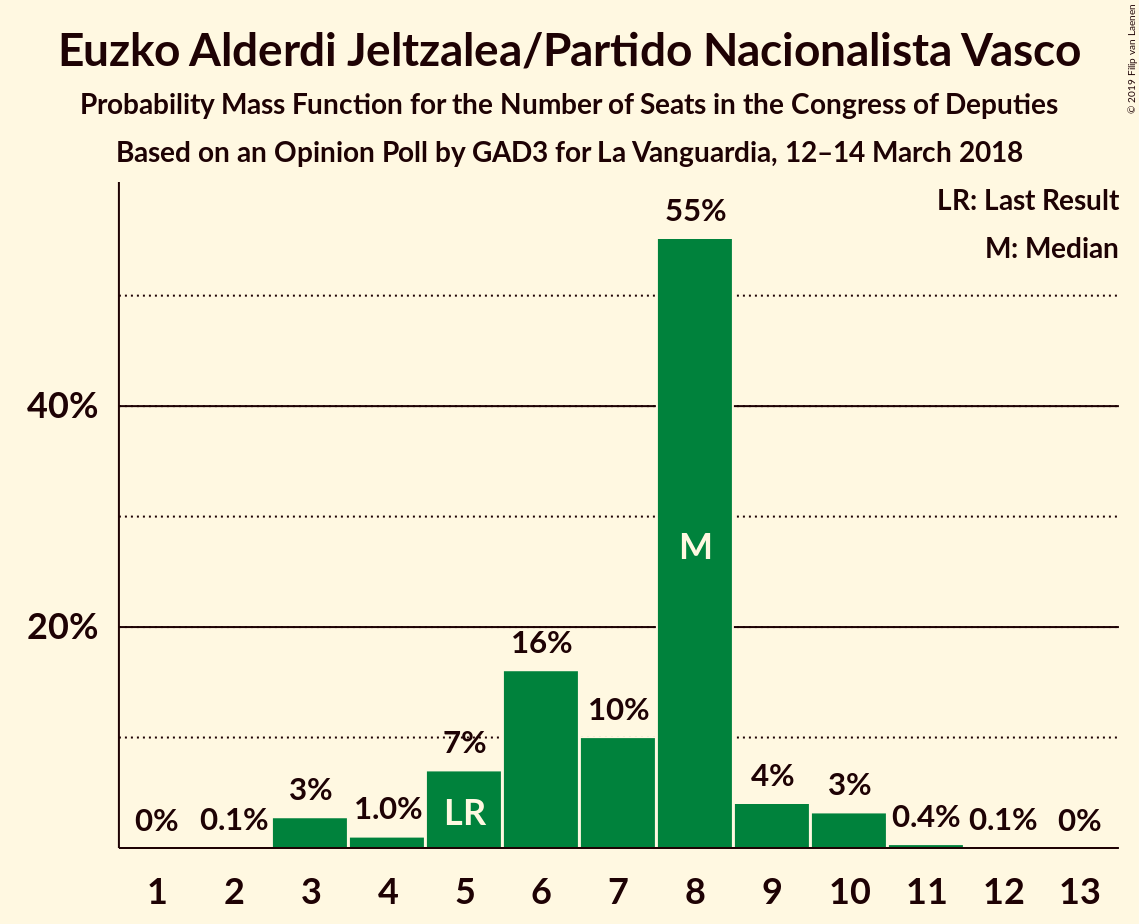 Euzko Alderdi Jeltzalea/Partido Nacionalista Vasco
Probability Mass Function for the Number of Seats in the Congress of Deputies
Based on an Opinion Poll by GAD3 for La Vanguardia, 12–14 March 2018
© 2019 Filip van Laenen
LR: Last Result
M: Median
55%
40%
M
20%
16%
10%
7%
4%
3%
3%
1.0%
LR
0.4%
0%
0.1%
0.1%
0%
1 2 3 4 5 6 7 8 9 10 11 12 13